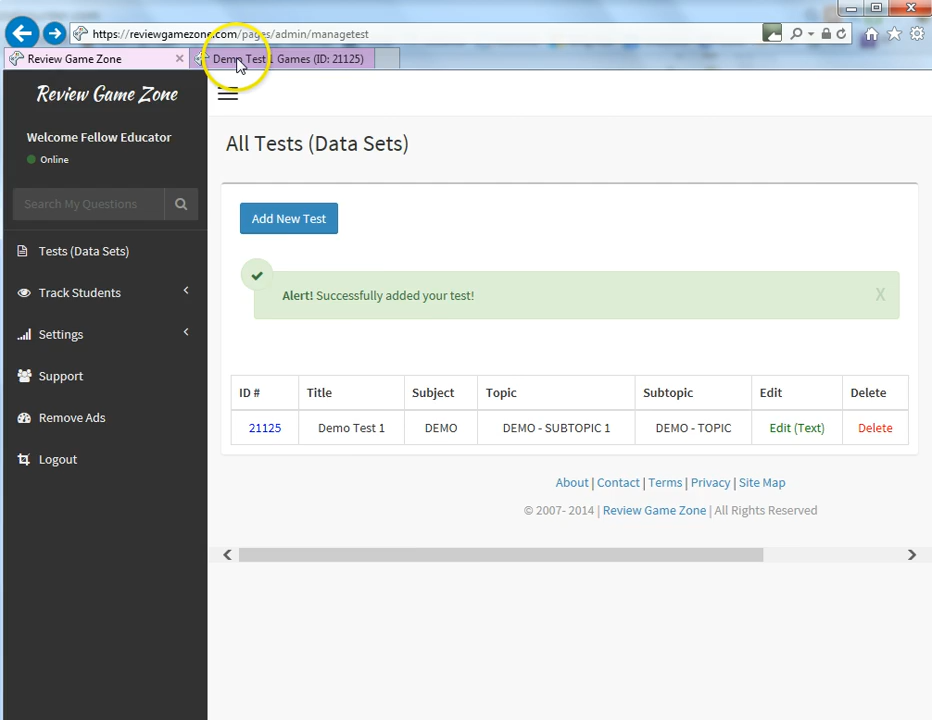 https://reviewgamezone.com/pages/admin/managetest
Review Game Zone
Demo Test 1 Games (ID: 21125)
Review Game Zone
Welcome Fellow Educator
Online
Search My Questions
Tests (Data Sets)
Track Students
Settings
Support
Remove Ads
Logout
All Tests (Data Sets)
Add New Test
Alert! Successfully added your test!
X
ID # Title Subject Topic Subtopic Edit Delete
21125 Demo Test 1 DEMO DEMO - SUBTOPIC 1 DEMO - TOPIC Edit (Text) Delete
About | Contact | Terms | Privacy | Site Map
© 2007- 2014 | Review Game Zone | All Rights Reserved